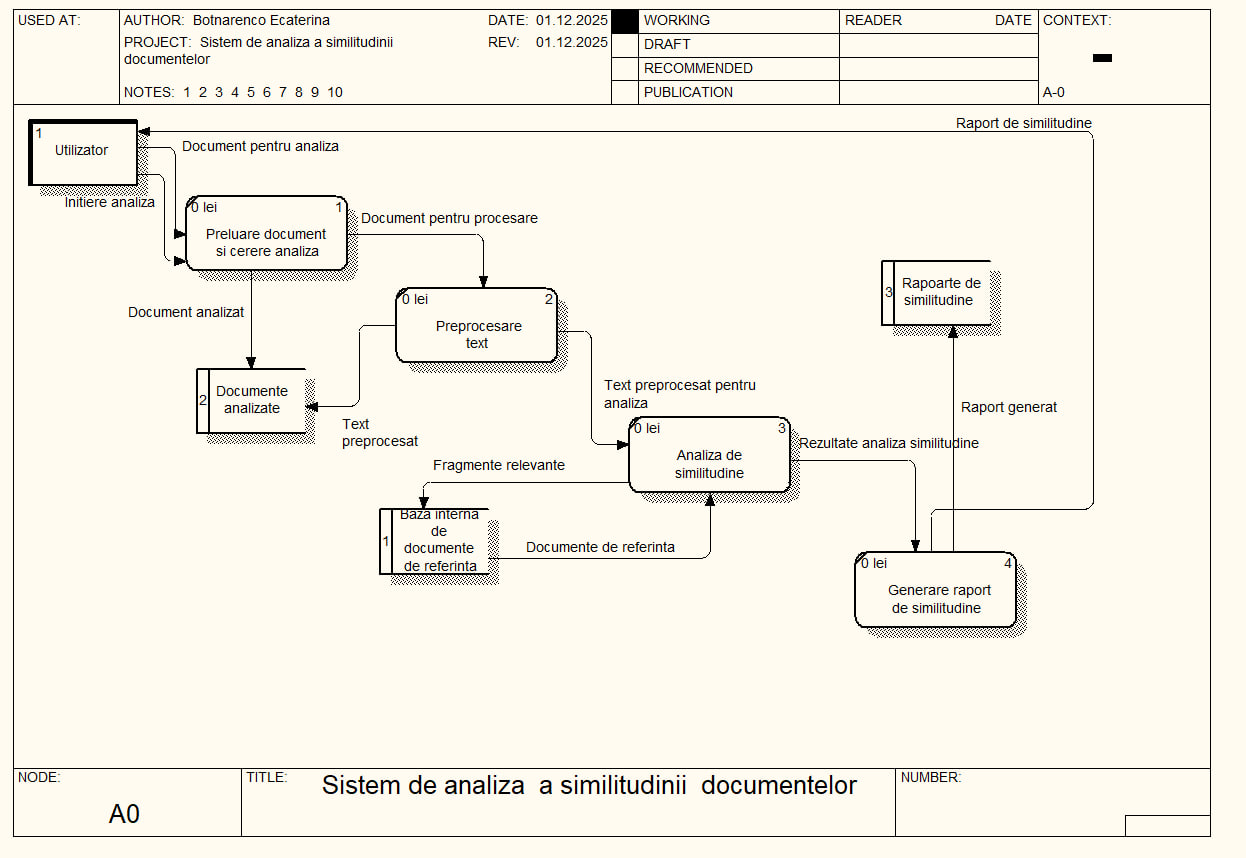 USED AT:
AUTHOR: Botnarenco Ecaterina
DATE: 01.12.2025
PROJECT: Sistem de analiza a similitudinii
documentelor
REV: 01.12.2025
NOTES: 1 2 3 4 5 6 7 8 9 10
WORKING
DRAFT
RECOMMENDED
PUBLICATION
READER
DATE
CONTEXT:
A-0
Raport de similitudine
1
Utilizator
Document pentru analiza
Initiere analiza
0 lei
1
Preluare document
si cerere analiza
Document pentru procesare
0 lei
2
Preprocesare
text
3
Rapoarte de
similitudine
Document analizat
2
Documente
analizate
Text
preprocesat
Text preprocesat pentru
analiza
Raport generat
0 lei
3
Analiza de
similitudine
Rezultate analiza similitudine
Fragmente relevante
1
Baza interna
de
documente
de referinta
Documente de referinta
0 lei
4
Generare raport
de similitudine
NODE:
A0
TITLE:
Sistem de analiza a similitudinii documentelor
NUMBER: